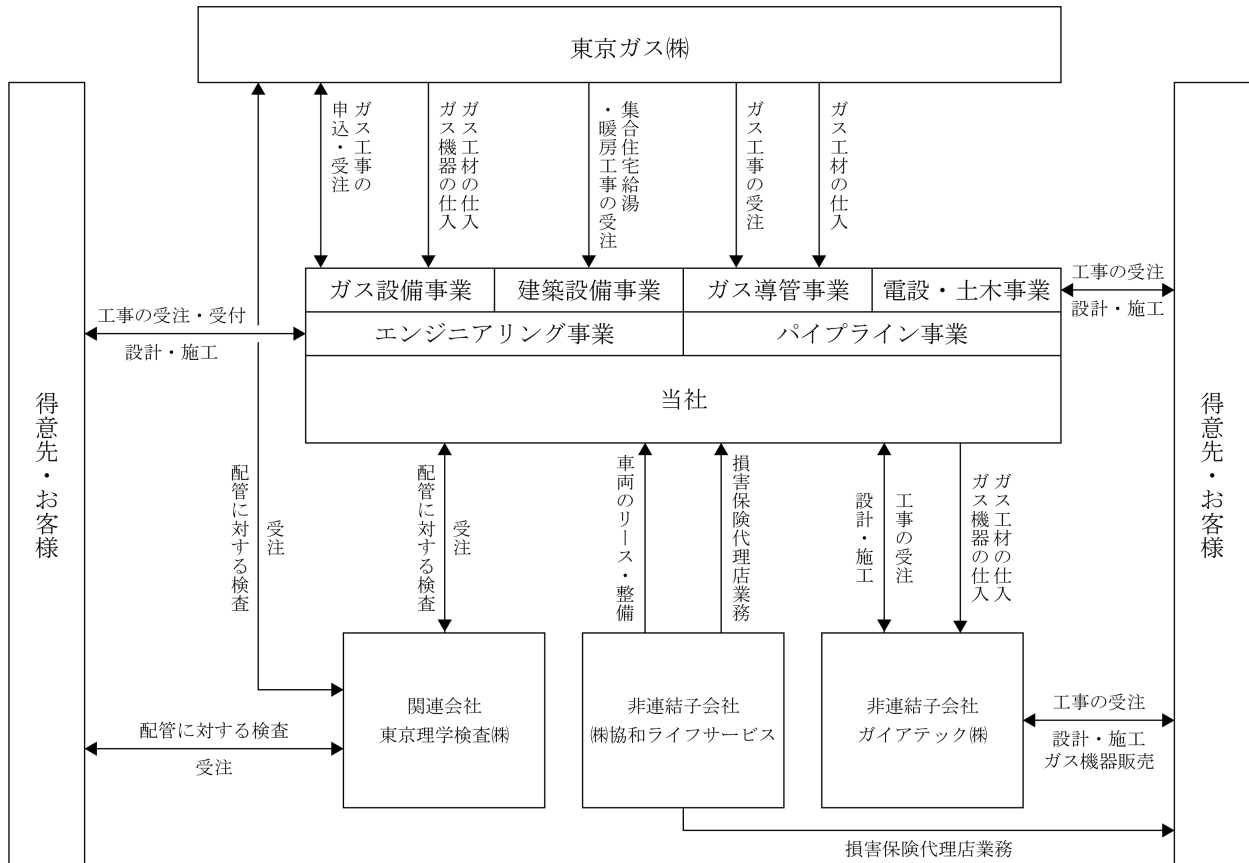 東京ガス㈱
ガス工事の
申込・受注
ガス工材の仕入
ガス機器の仕入
集合住宅給湯
・暖房工事の受注
ガス工事の受注
ガス工材の仕入
ガス設備事業
建築設備事業
ガス導管事業
電設・土木事業
エンジニアリング事業
パイプライン事業
当社
工事の受注・受付
設計・施工
工事の受注
設計・施工
得意先・お客様
得意先・お客様
受注
配管に対する検査
受注
配管に対する検査
車両のリース・整備
損害保険代理店業務
工事の受注
設計・施工
ガス工材の仕入
ガス機器の仕入
関連会社
東京理学検査㈱
非連結子会社
㈱協和ライフサービス
非連結子会社
ガイアテック㈱
配管に対する検査
受注
工事の受注
設計・施工
ガス機器販売
損害保険代理店業務